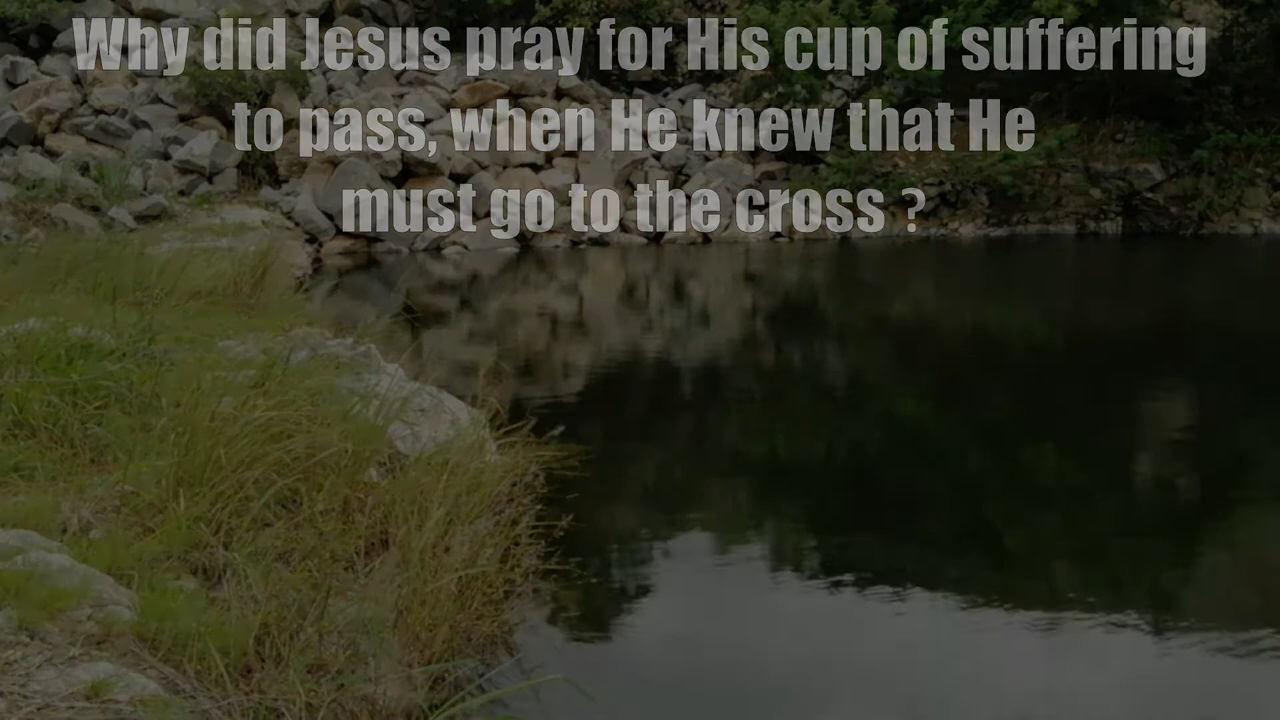 Why did Jesus pray for His cup of suffering
to pass, when He knew that He
must go to the cross ?